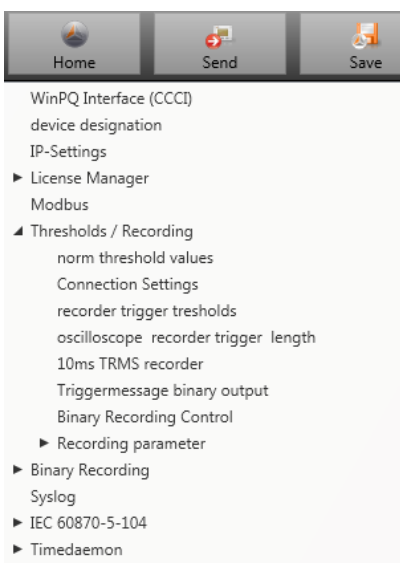 Home
Send
Save
WinPQ Interface (CCCI)
device designation
IP-Settings
License Manager
Modbus
Thresholds / Recording
norm threshold values
Connection Settings
recorder trigger tresholds
oscilloscope recorder trigger length
10ms TRMS recorder
Triggermessage binary output
Binary Recording Control
Recording parameter
Binary Recording
Syslog
IEC 60870-5-104
Timedaemon